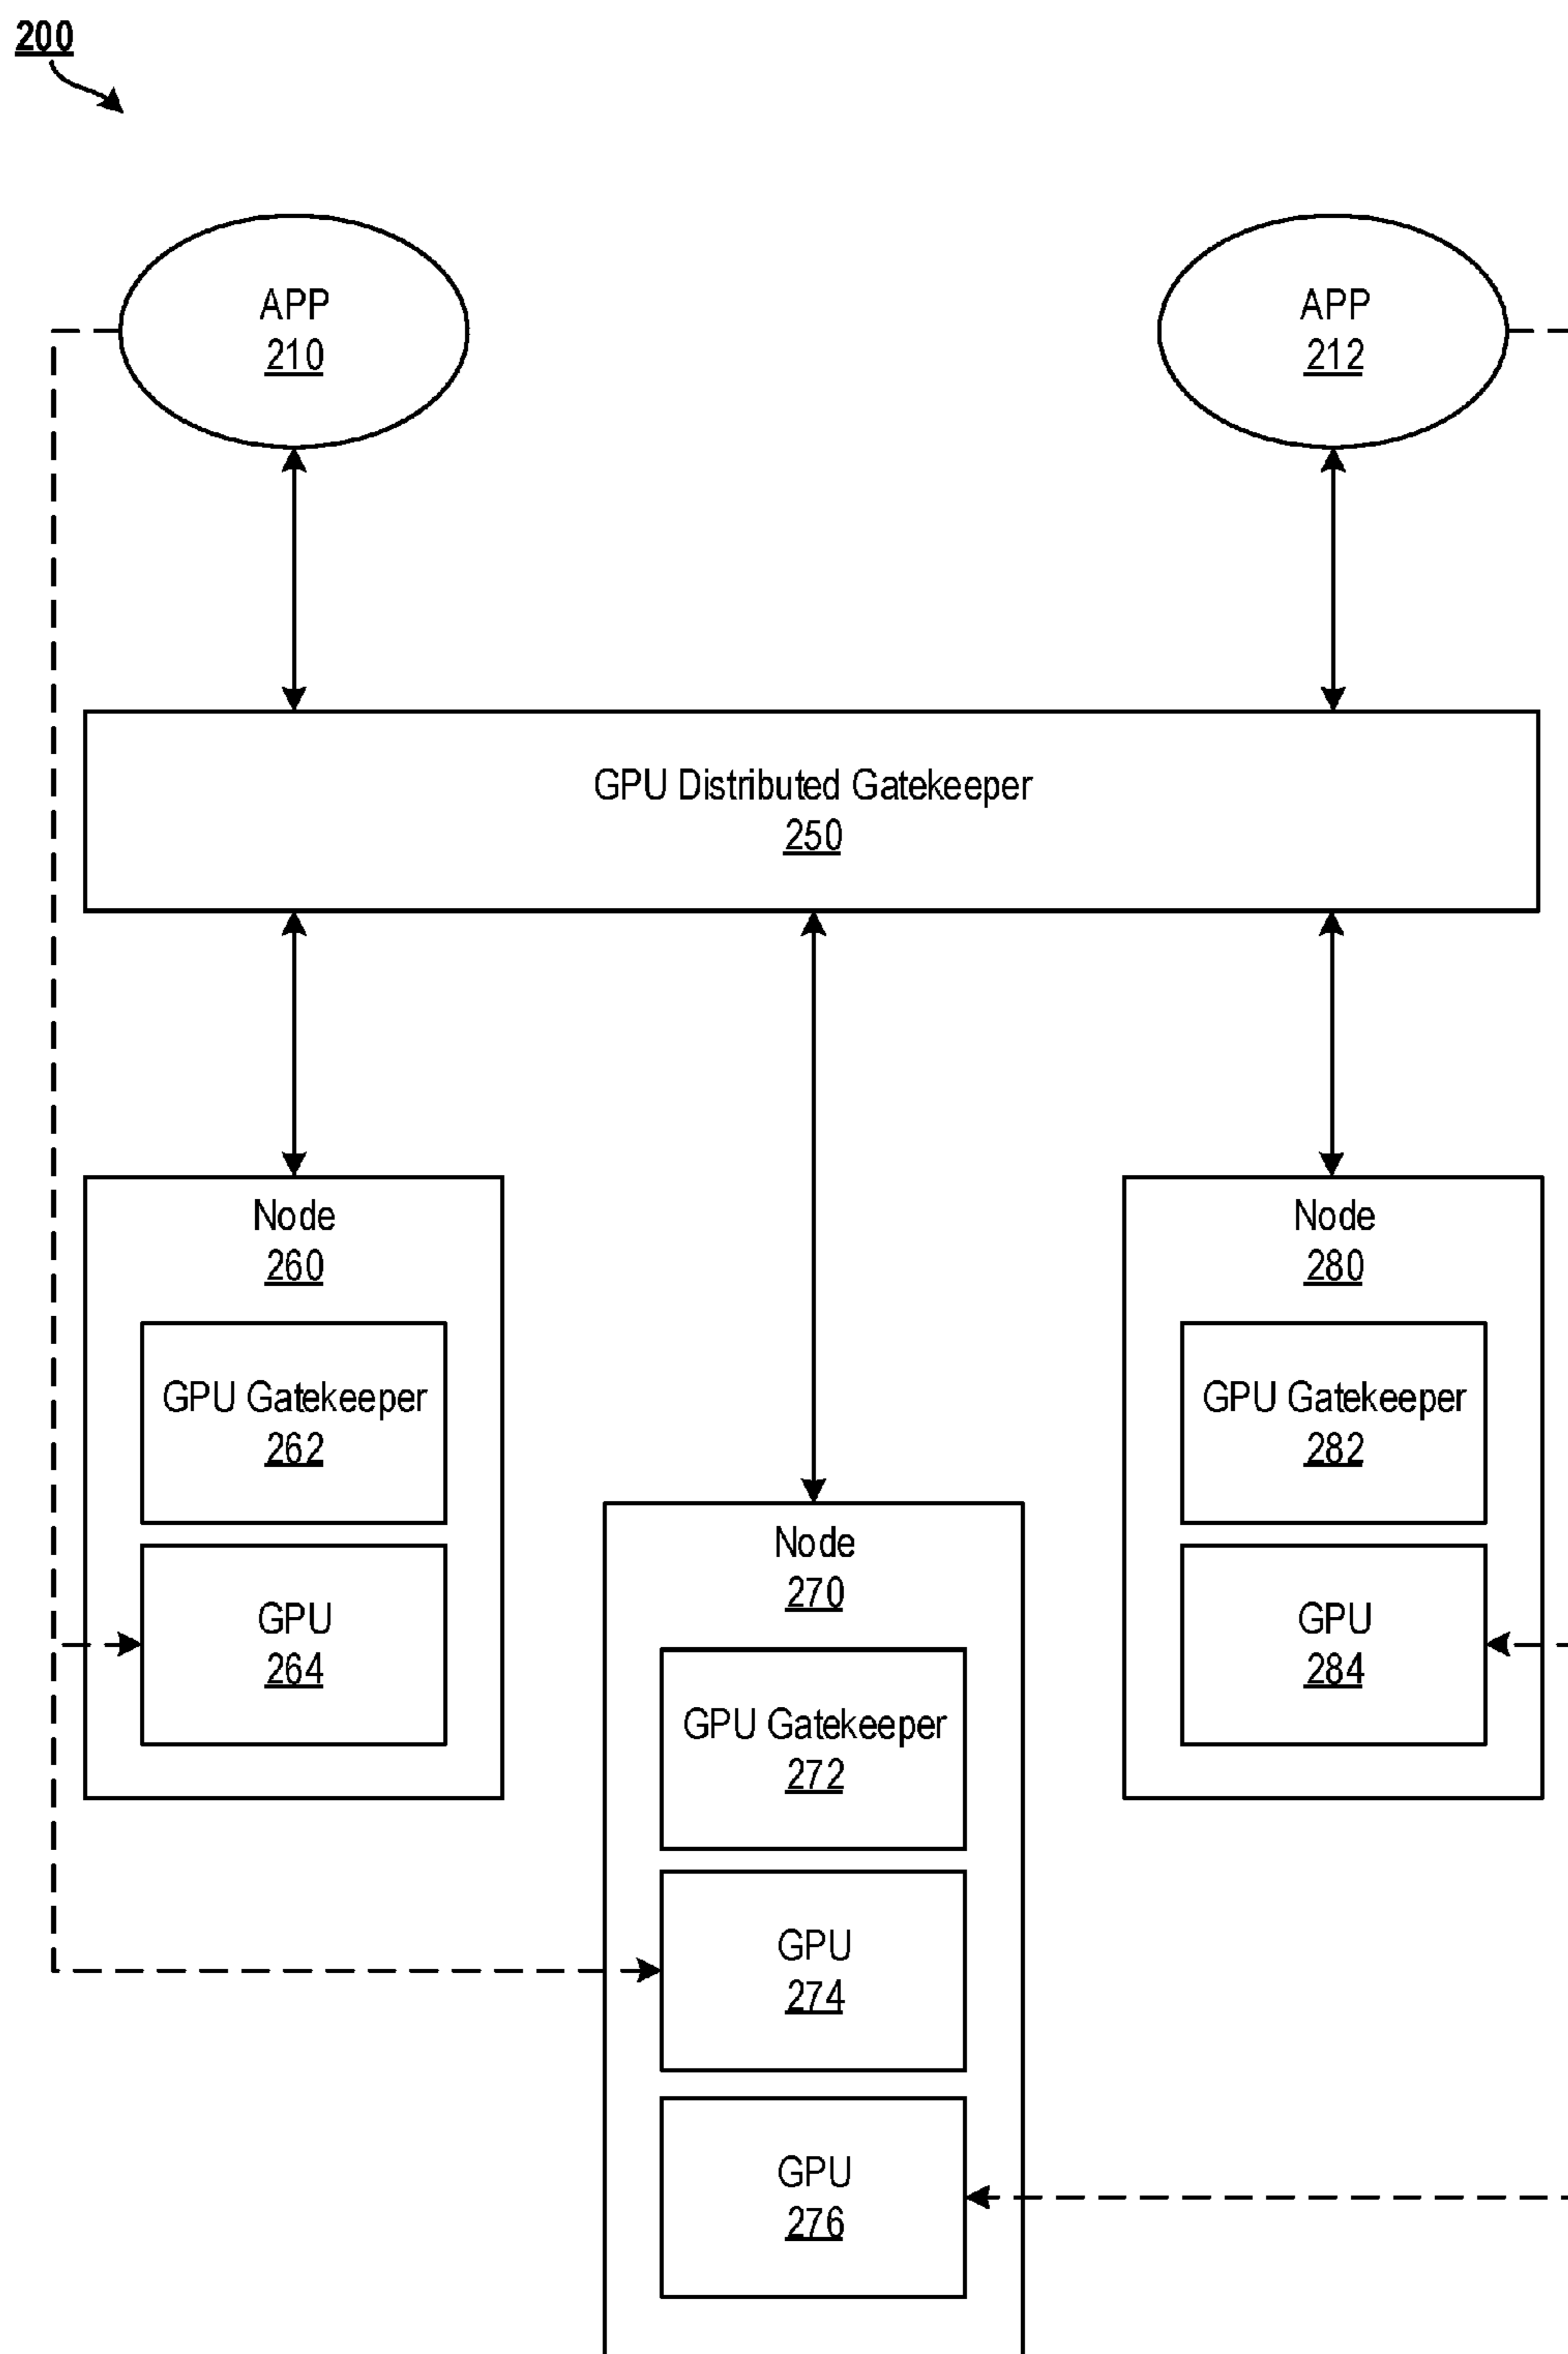 200
APP
210
APP
212
GPU Distributed Gatekeeper
250
Node
260
GPU Gatekeeper
262
GPU
264
Node
270
GPU Gatekeeper
272
GPU
274
GPU
276
Node
280
GPU Gatekeeper
282
GPU
284